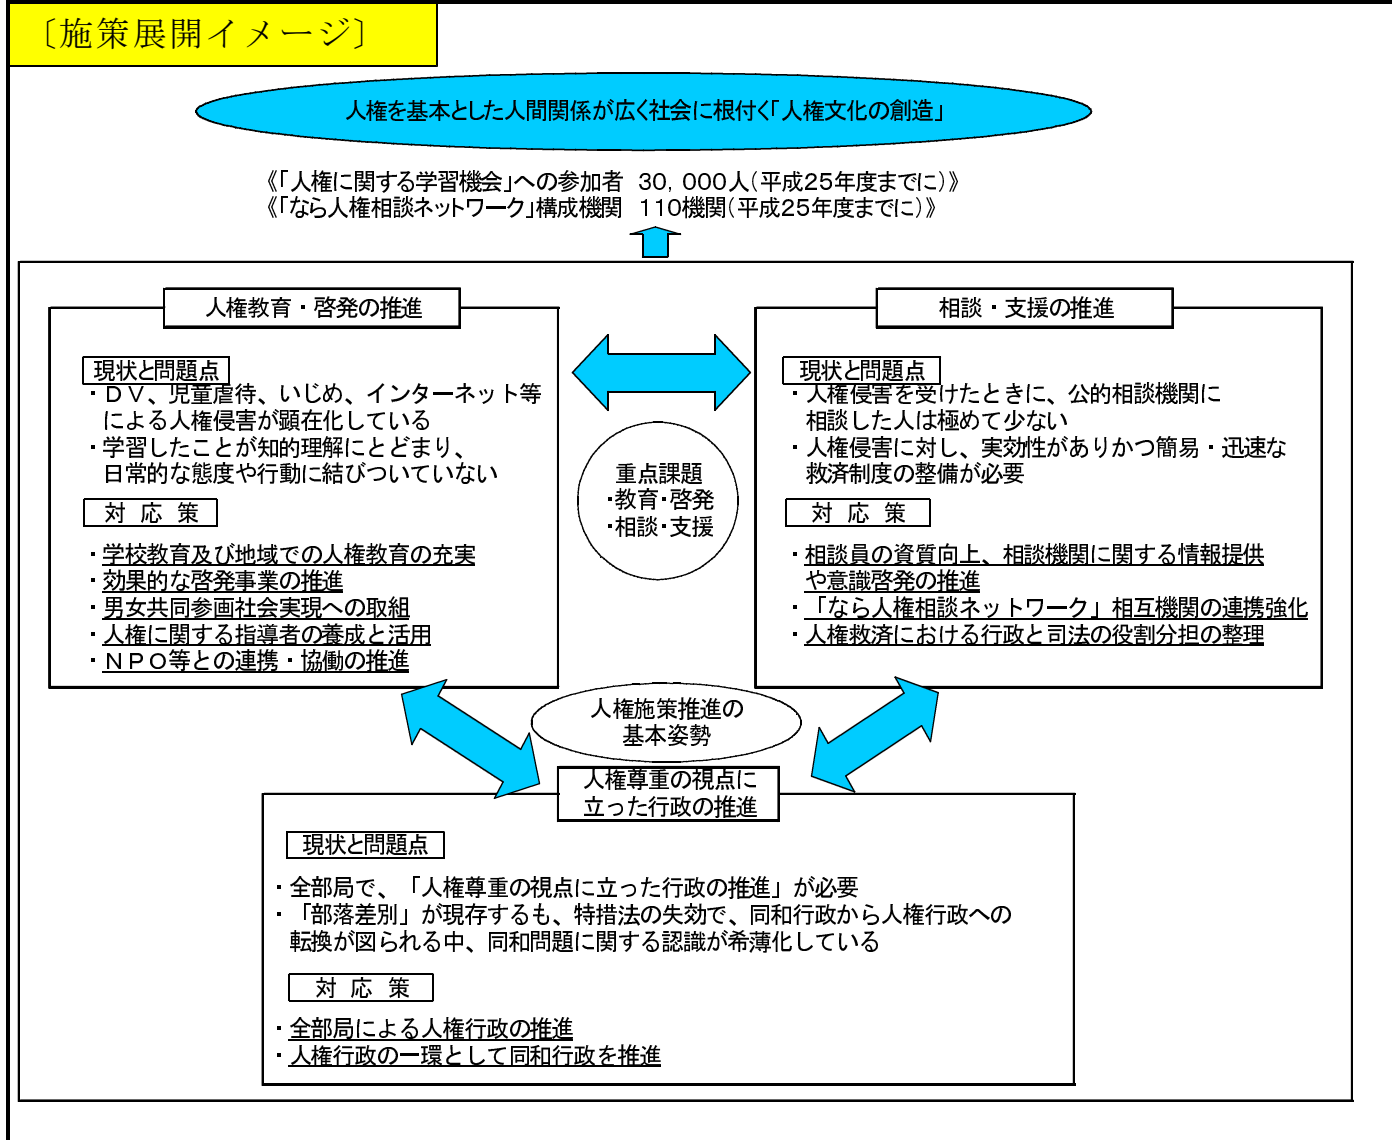 〔施策展開イメージ〕
人権を基本とした人間関係が広く社会に根付く「人権文化の創造」
《「人権に関する学習機会」への参加者　30,000人(平成25年度までに)》
《「なら人権相談ネットワーク」構成機関　110機関(平成25年度までに)》
人権教育・啓発の推進
現状と問題点
・ＤＶ、児童虐待、いじめ、インターネット等
による人権侵害が顕在化している
・学習したことが知的理解にとどまり、
日常的な態度や行動に結びついていない
対　応　策
・学校教育及び地域での人権教育の充実
・効果的な啓発事業の推進
・男女共同参画社会実現への取組
・人権に関する指導者の養成と活用
・ＮＰＯ等との連携・協働の推進
重点課題
・教育・啓発
・相談・支援
相談・支援の推進
現状と問題点
・人権侵害を受けたときに、公的相談機関に
相談した人は極めて少ない
・人権侵害に対し、実効性がありかつ簡易・迅速な
救済制度の整備が必要
対　応　策
・相談員の資質向上、相談機関に関する情報提供
や意識啓発の推進
・「なら人権相談ネットワーク」相互機関の連携強化
・人権救済における行政と司法の役割分担の整理
人権施策推進の
基本姿勢
人権尊重の視点に
立った行政の推進
現状と問題点
・全部局で、「人権尊重の視点に立った行政の推進」が必要
・「部落差別」が現存するも、特措法の失効で、同和行政から人権行政への
転換が図られる中、同和問題に関する認識が希薄化している
対　応　策
・全部局による人権行政の推進
・人権行政の一環として同和行政を推進